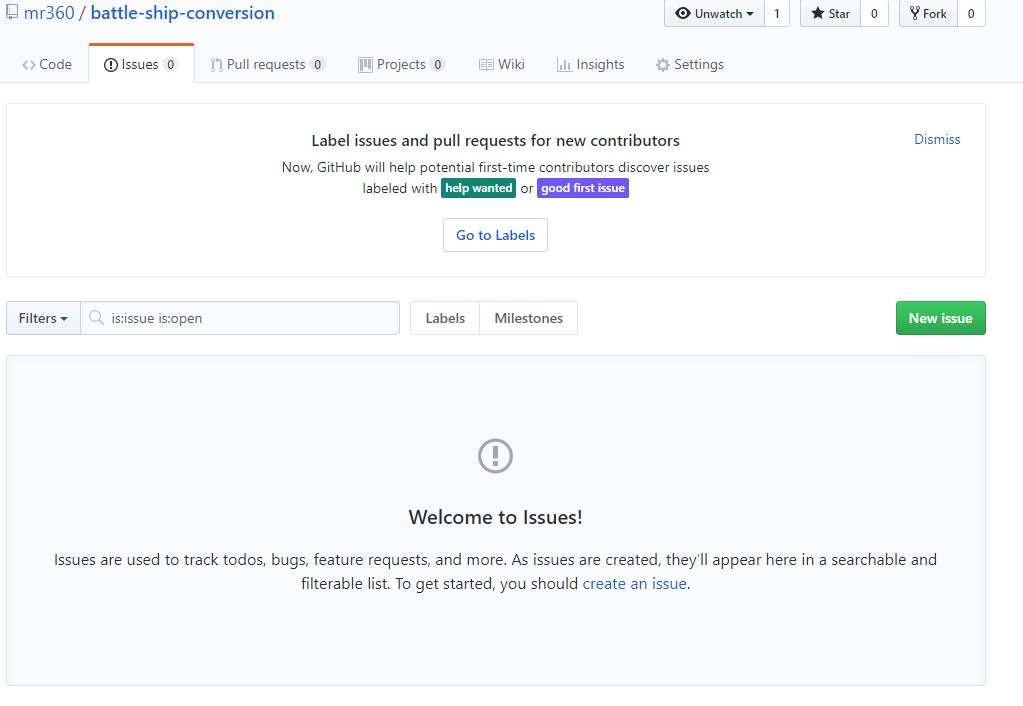 mr360 / battle-ship-conversion
Unwatch 1 Star 0 Fork 0
Code Issues 0 Pull requests 0 Projects 0 Wiki Insights Settings
Label issues and pull requests for new contributors
Dismiss
Now, GitHub will help potential first-time contributors discover issues
labeled with help wanted or good first issue
Go to Labels
Filters is:issue is:open Labels Milestones New issue
Welcome to Issues!
Issues are used to track todos, bugs, feature requests, and more. As issues are created, they’ll appear here in a searchable and
filterable list. To get started, you should create an issue.